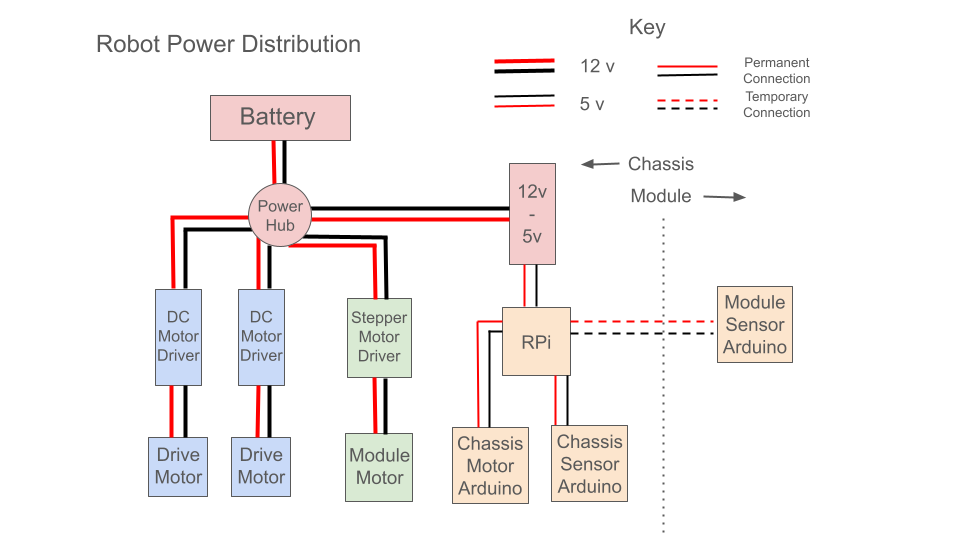 Robot Power Distribution
Key
12 v
5 v
Permanent
Connection
Temporary
Connection
Battery
Chassis
Module
Power
Hub
12v
-
5v
DC
Motor
Driver
DC
Motor
Driver
Stepper
Motor
Driver
RPi
Module
Sensor
Arduino
Drive
Motor
Drive
Motor
Module
Motor
Chassis
Motor
Arduino
Chassis
Sensor
Arduino